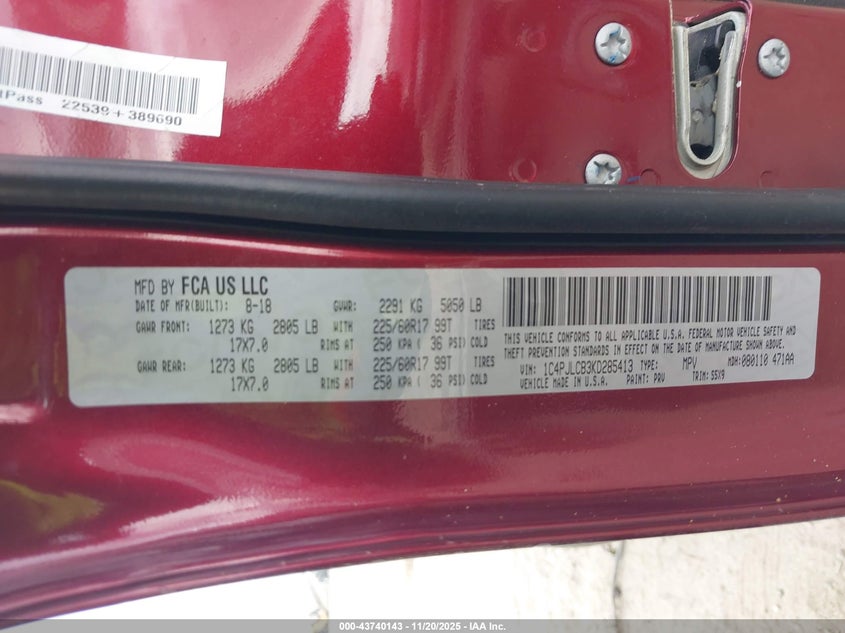 tPass 22539+389690
MFD BY FCA US LLC
DATE OF MFR(BUILT): 8-18 GVWR: 2291 KG 5050 LB
GAWR FRONT: 1273 KG 2805 LB WITH 225/60R17 99T TIRES
17X7.0 RIMS AT 250 KPA ( 36 PSI) COLD
GAWR REAR: 1273 KG 2805 LB WITH 225/60R17 99T TIRES
17X7.0 RIMS AT 250 KPA ( 36 PSI) COLD
THIS VEHICLE CONFORMS TO ALL APPLICABLE U.S.A. FEDERAL MOTOR VEHICLE SAFETY AND
THEFT PREVENTION STANDARDS IN EFFECT ON THE DATE OF MANUFACTURE SHOWN ABOVE.
VIN: 1C4PJLCB3KD285413 TYPE: MPV MDH: 080110 471AA
VEHICLE MADE IN U.S.A. PAINT: PRV TRIM: S5X9
000-43740143 - 11/20/2025 - IAA Inc.